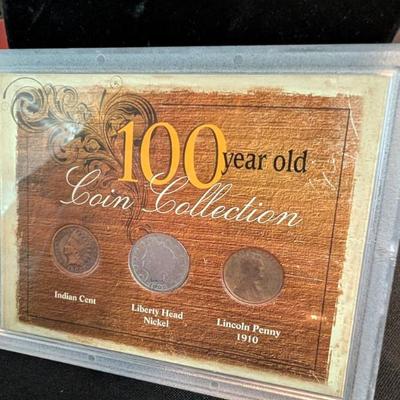 100 year old
Coin Collection
Indian Cent
Liberty Head
Nickel
Lincoln Penny
1910